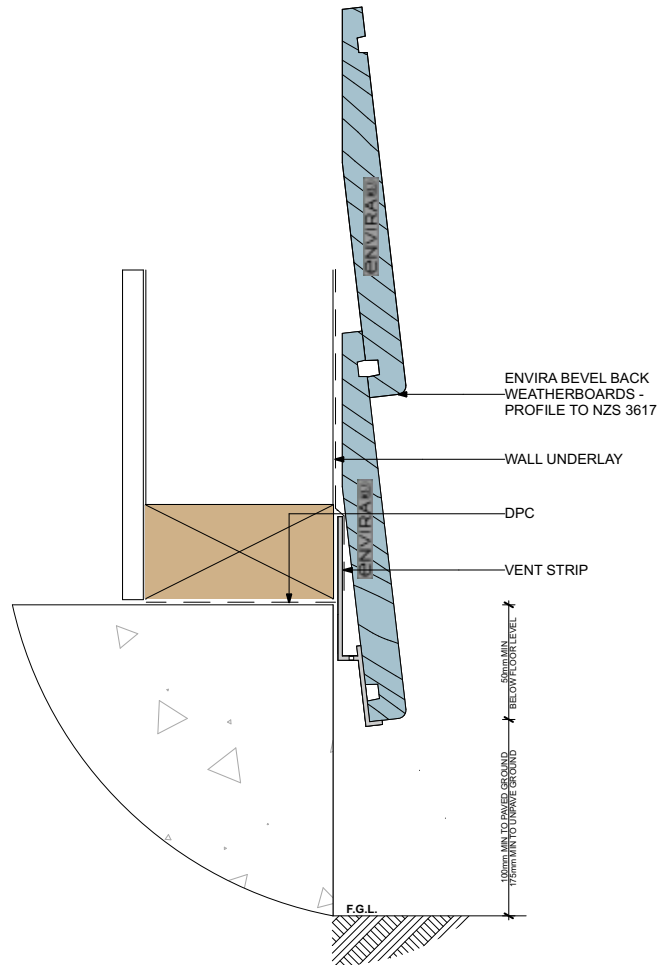 ENVIRA
ENVIRA BEVEL BACK
WEATHERBOARDS -
PROFILE TO NZS 3617
WALL UNDERLAY
ENVIRA
DPC
VENT STRIP
50mm MIN
BELOW FLOOR LEVEL
100mm MIN TO PAVED GROUND
175mm MIN TO UNPAVE GROUND
F.G.L.